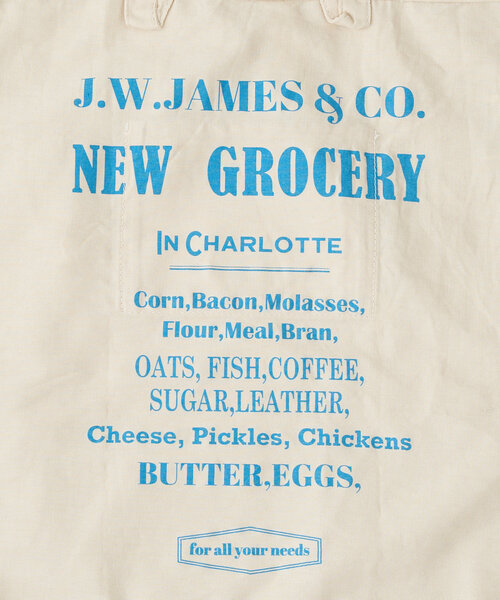 J.W.JAMES & CO.
NEW GROCERY
IN CHARLOTTE
Corn,Bacon,Molasses,
Flour,Meal,Bran,
OATS, FISH,COFFEE,
SUGAR,LEATHER,
Cheese, Pickles, Chickens
BUTTER,EGGS,
for all your needs